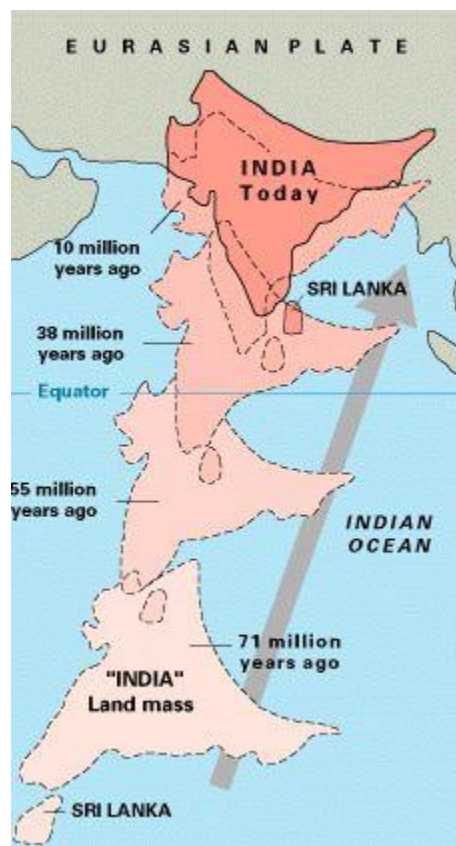 EURASIAN PLATE
INDIA
Today
10 million
years ago
SRI LANKA
38 million
years ago
Equator
55 million
years ago
INDIAN
OCEAN
71 million
years ago
"INDIA"
Land mass
SRI LANKA